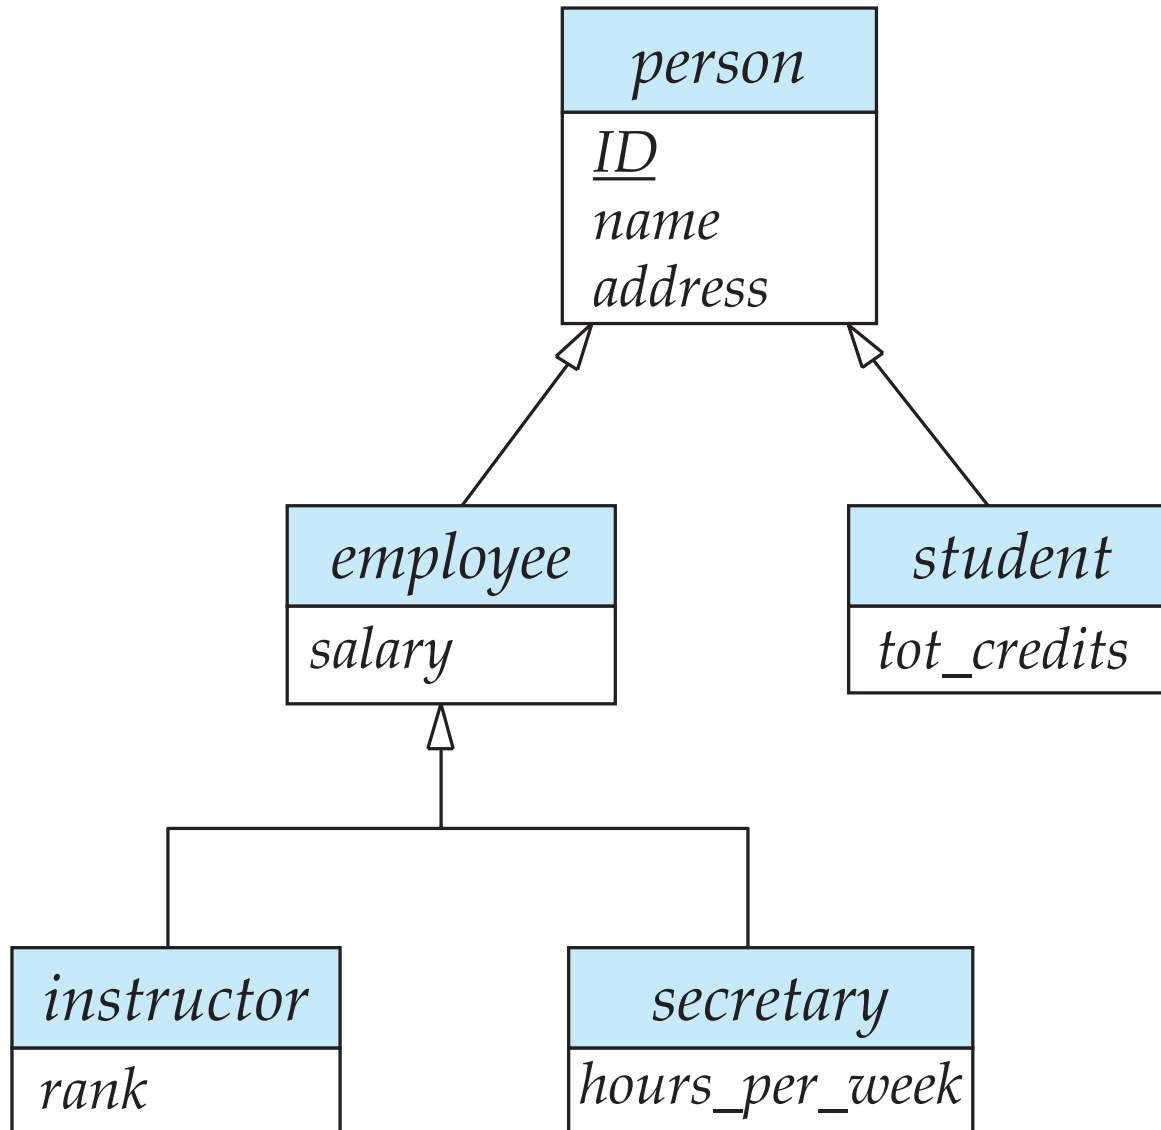 person
ID
name
address
employee
student
salary
tot_credits
instructor
secretary
rank
hours_per_week